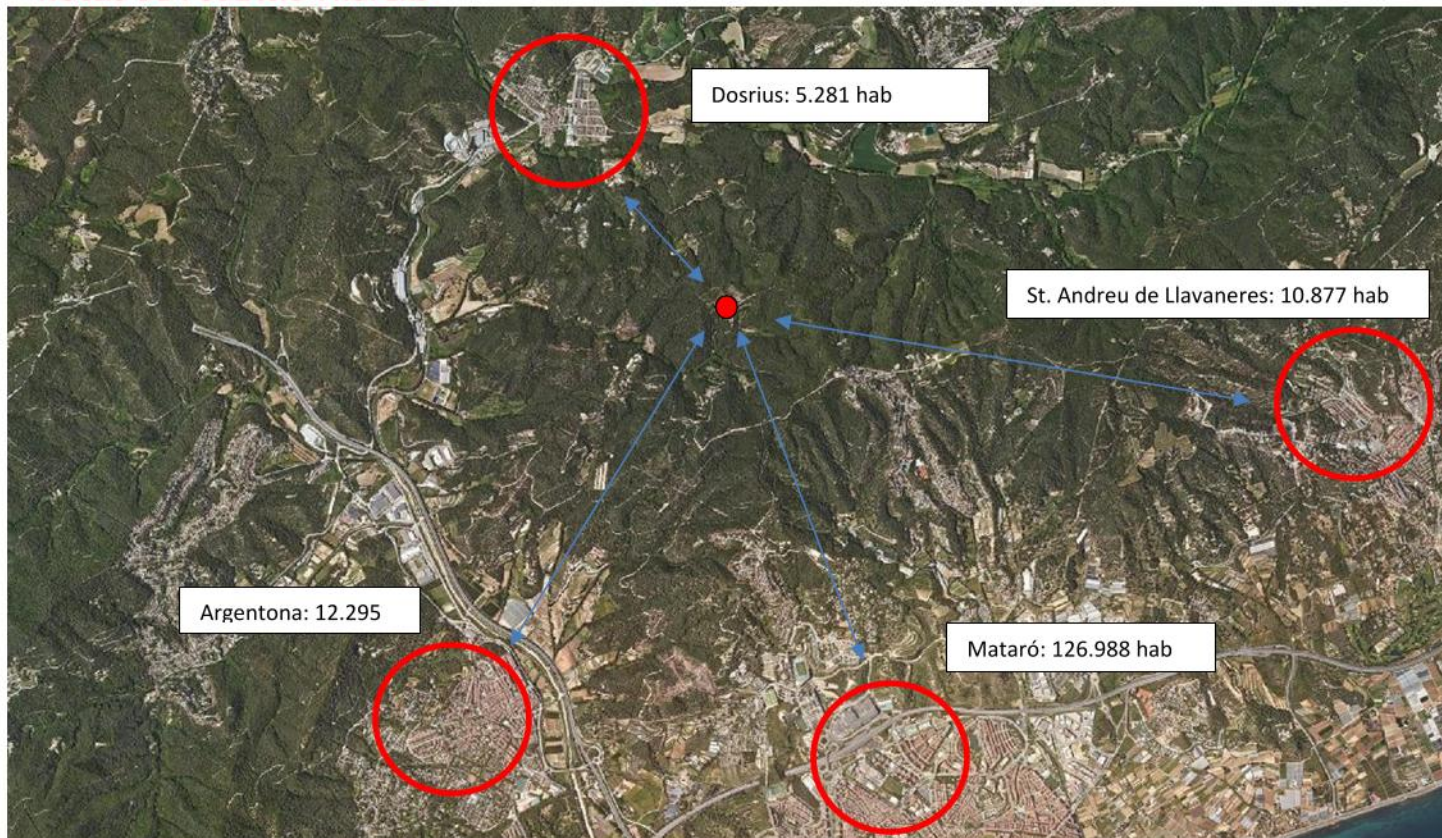 Dosrius: 5.281 hab
St. Andreu de Llavaneres: 10.877 hab
Argentona: 12.295
Mataró: 126.988 hab